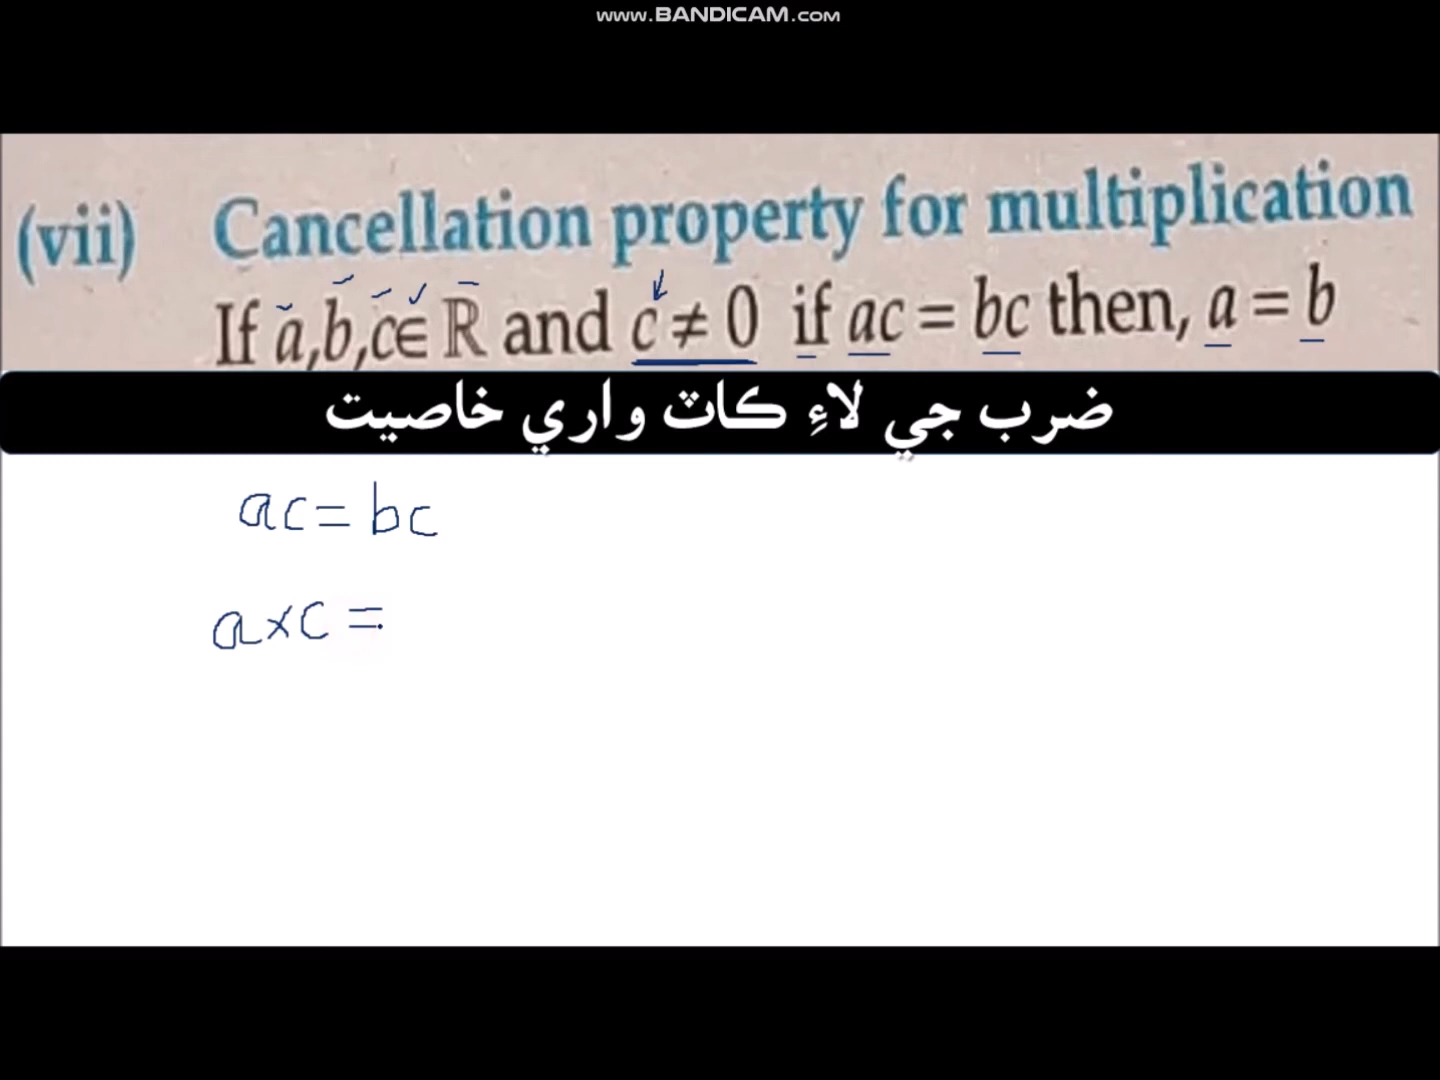 www.BANDICAM.com
(vii) Cancellation property for multiplication
If a,b,c∈ ℝ and c ≠ 0 if ac = bc then, a = b
ضرب جي لاءِ ڪاٽ واري خاصيت
ac = bc
a×c =